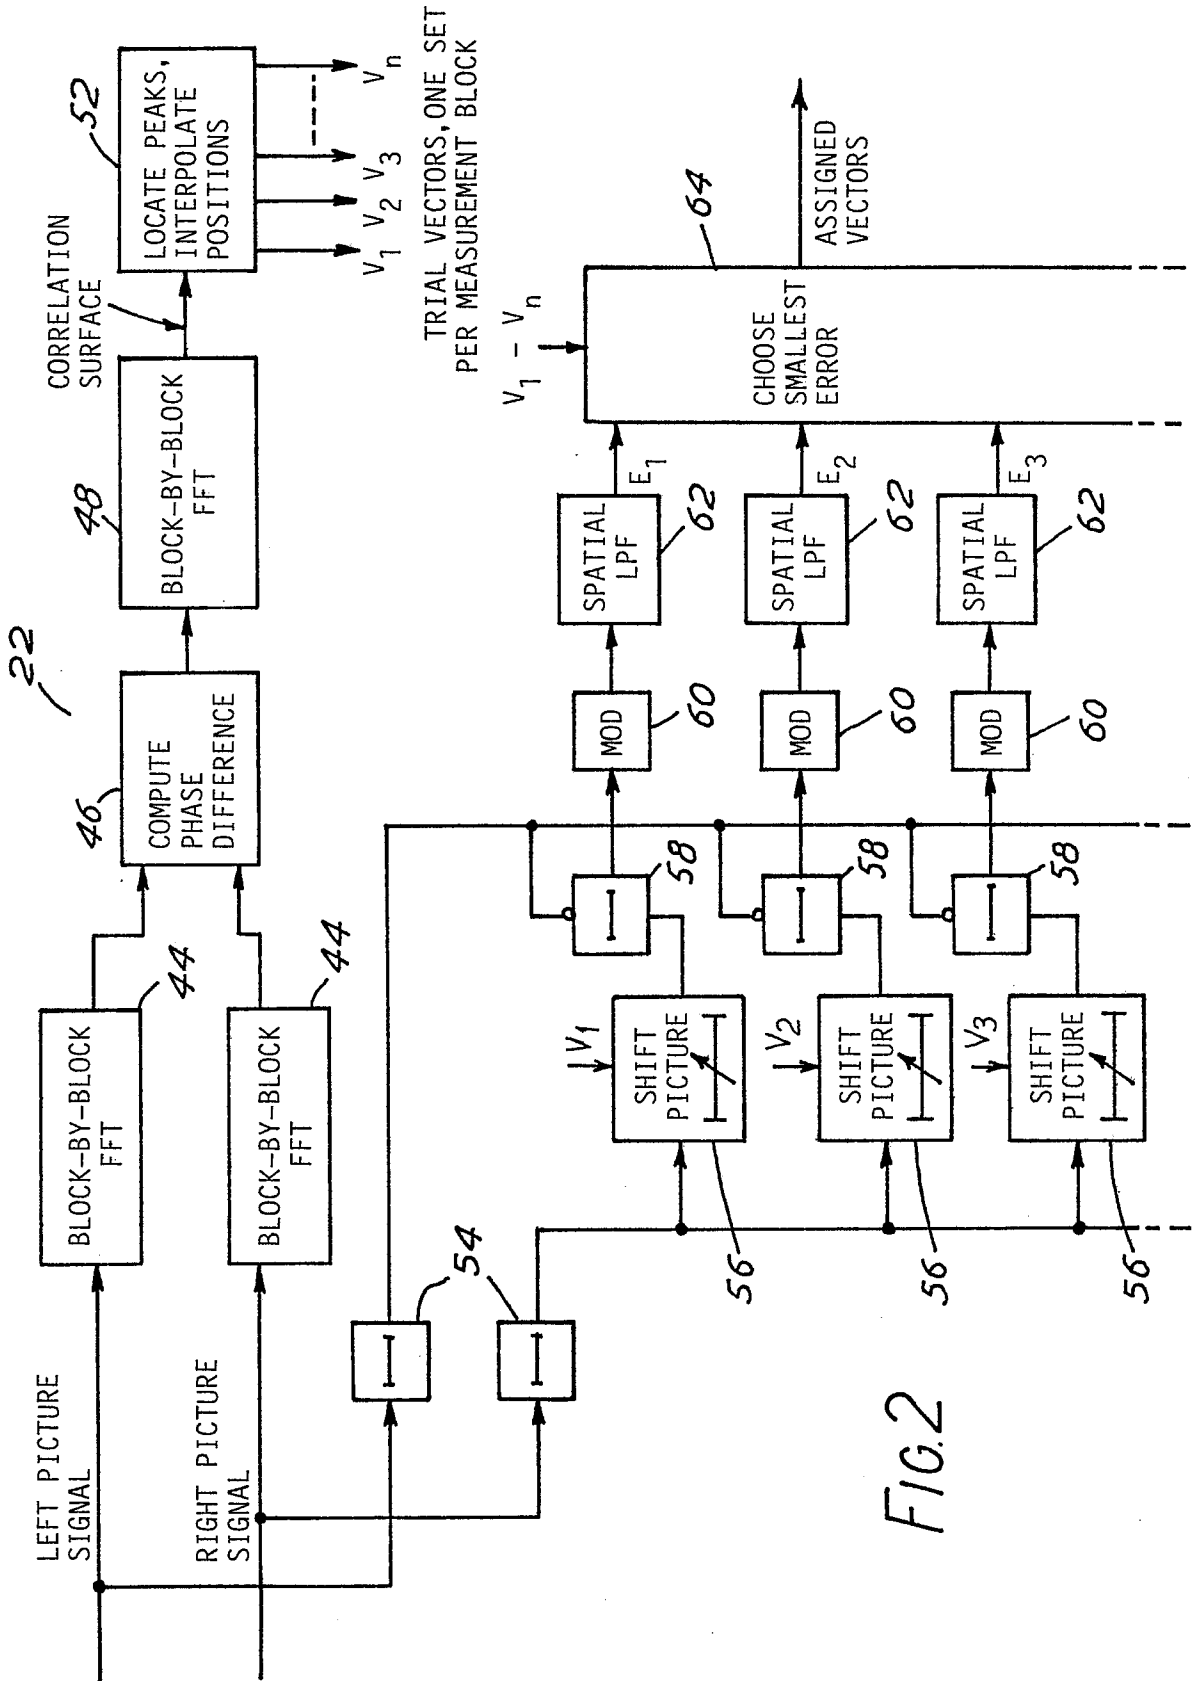 22
LEFT PICTURE
SIGNAL
BLOCK-BY-BLOCK
FFT
44
RIGHT PICTURE
SIGNAL
BLOCK-BY-BLOCK
FFT
44
46
COMPUTE
PHASE
DIFFERENCE
48
BLOCK-BY-BLOCK
FFT
CORRELATION
SURFACE
52
LOCATE PEAKS,
INTERPOLATE
POSITIONS
V1 V2 V3 Vn
TRIAL VECTORS, ONE SET
PER MEASUREMENT BLOCK
54
V1
SHIFT
PICTURE
56
58
MOD
60
SPATIAL
LPF
62
E1
V2
SHIFT
PICTURE
56
58
MOD
60
SPATIAL
LPF
62
E2
V3
SHIFT
PICTURE
56
58
MOD
60
SPATIAL
LPF
62
E3
V1 - Vn
64
CHOOSE
SMALLEST
ERROR
ASSIGNED
VECTORS
FIG.2